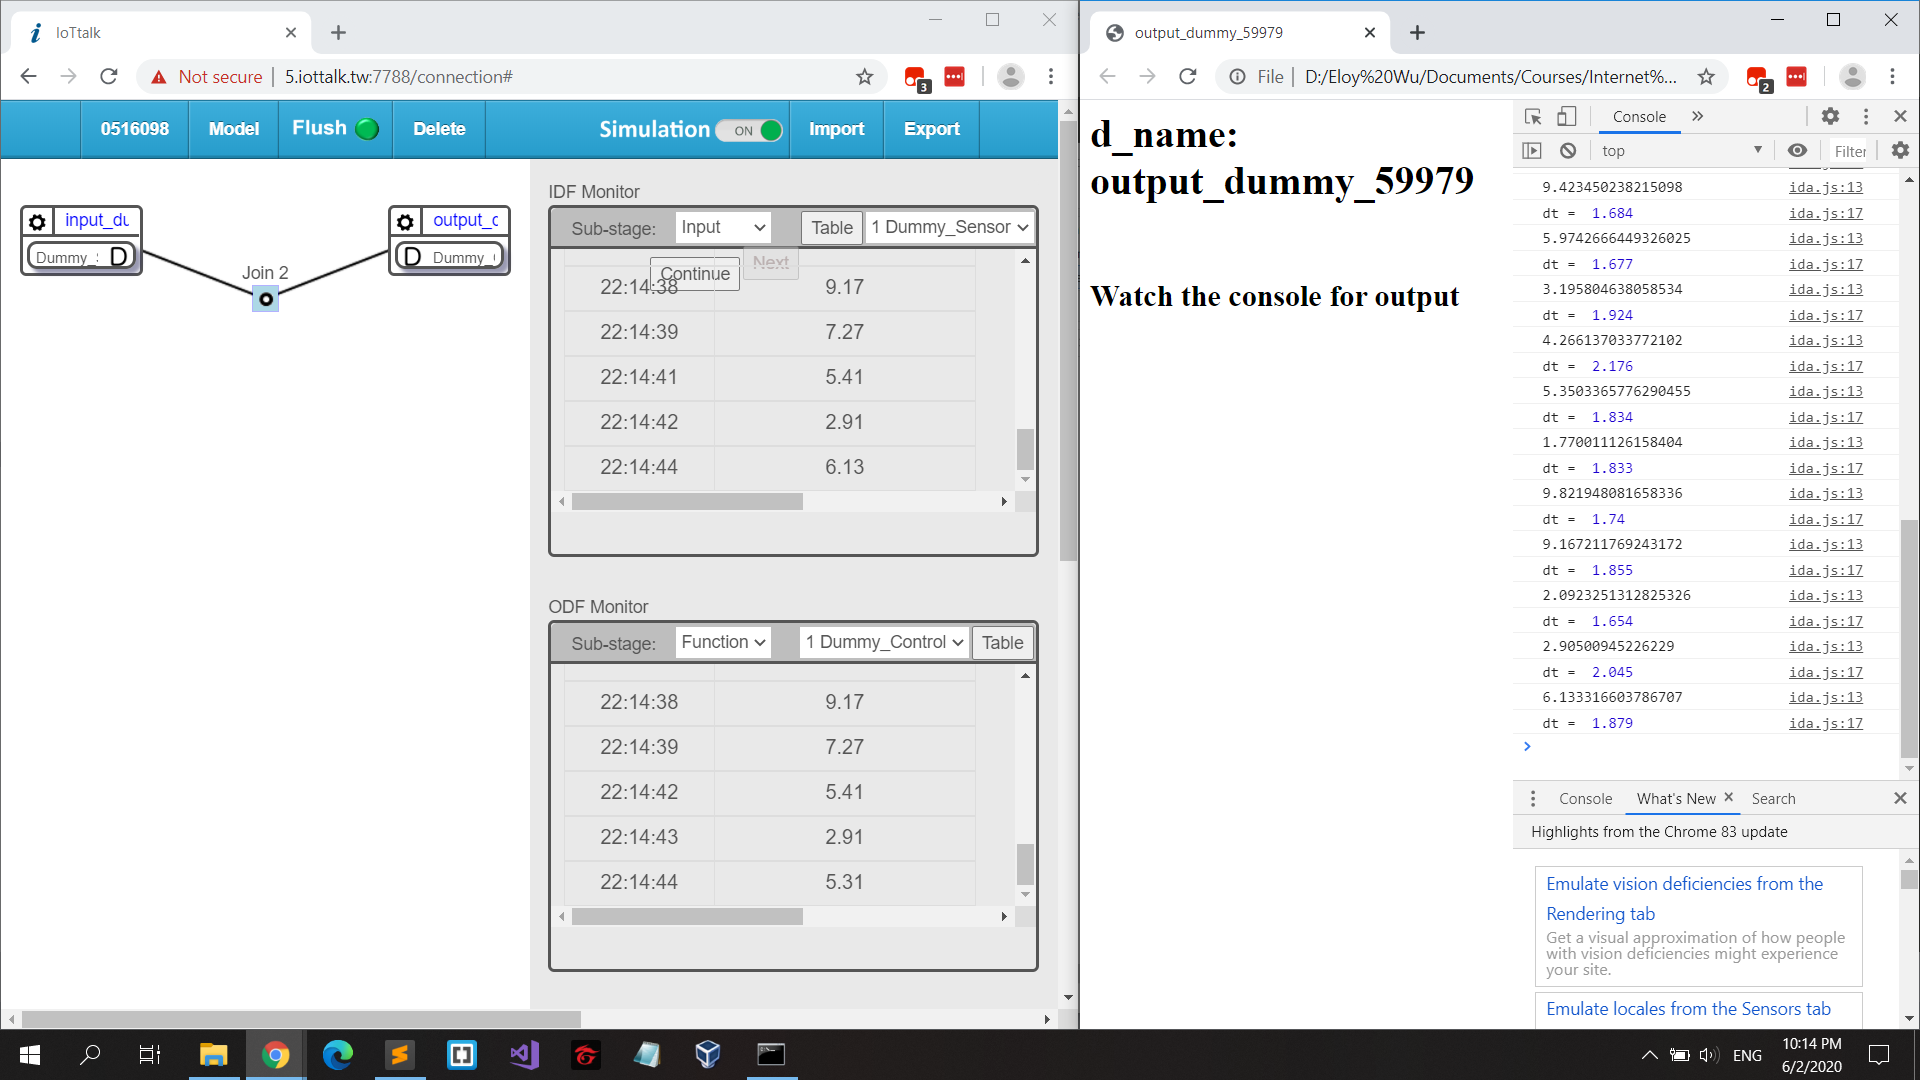 IoTtalk
Not secure | 5.iottalk.tw:7788/connection#
3
0516098
Model
Flush
Delete
Simulation
ON
Import
Export
input_du
Dummy_S
D
Join 2
output_d
D
Dummy_C
IDF Monitor
Sub-stage:
Input
Table
1 Dummy_Sensor
Continue
Next
22:14:38 9.17
22:14:39 7.27
22:14:41 5.41
22:14:42 2.91
22:14:44 6.13
ODF Monitor
Sub-stage:
Function
1 Dummy_Control
Table
22:14:38 9.17
22:14:39 7.27
22:14:42 5.41
22:14:43 2.91
22:14:44 5.31
output_dummy_59979
File | D:/Eloy%20Wu/Documents/Courses/Internet%...
2
d_name:
output_dummy_59979
Watch the console for output
Console
top
Filter
9.423450238215098 ida.js:13
dt = 1.684 ida.js:17
5.9742666449326025 ida.js:13
dt = 1.677 ida.js:17
3.195804638058534 ida.js:13
dt = 1.924 ida.js:17
4.266137033772102 ida.js:13
dt = 2.176 ida.js:17
5.3503365776290455 ida.js:13
dt = 1.834 ida.js:17
1.770011126158404 ida.js:13
dt = 1.833 ida.js:17
9.821948081658336 ida.js:13
dt = 1.74 ida.js:17
9.167211769243172 ida.js:13
dt = 1.855 ida.js:17
2.0923251312825326 ida.js:13
dt = 1.654 ida.js:17
2.90500945226229 ida.js:13
dt = 2.045 ida.js:17
6.133316603786707 ida.js:13
dt = 1.879 ida.js:17
Console
What's New
Search
Highlights from the Chrome 83 update
Emulate vision deficiencies from the
Rendering tab
Get a visual approximation of how people
with vision deficiencies might experience
your site.
Emulate locales from the Sensors tab
ENG
10:14 PM
6/2/2020